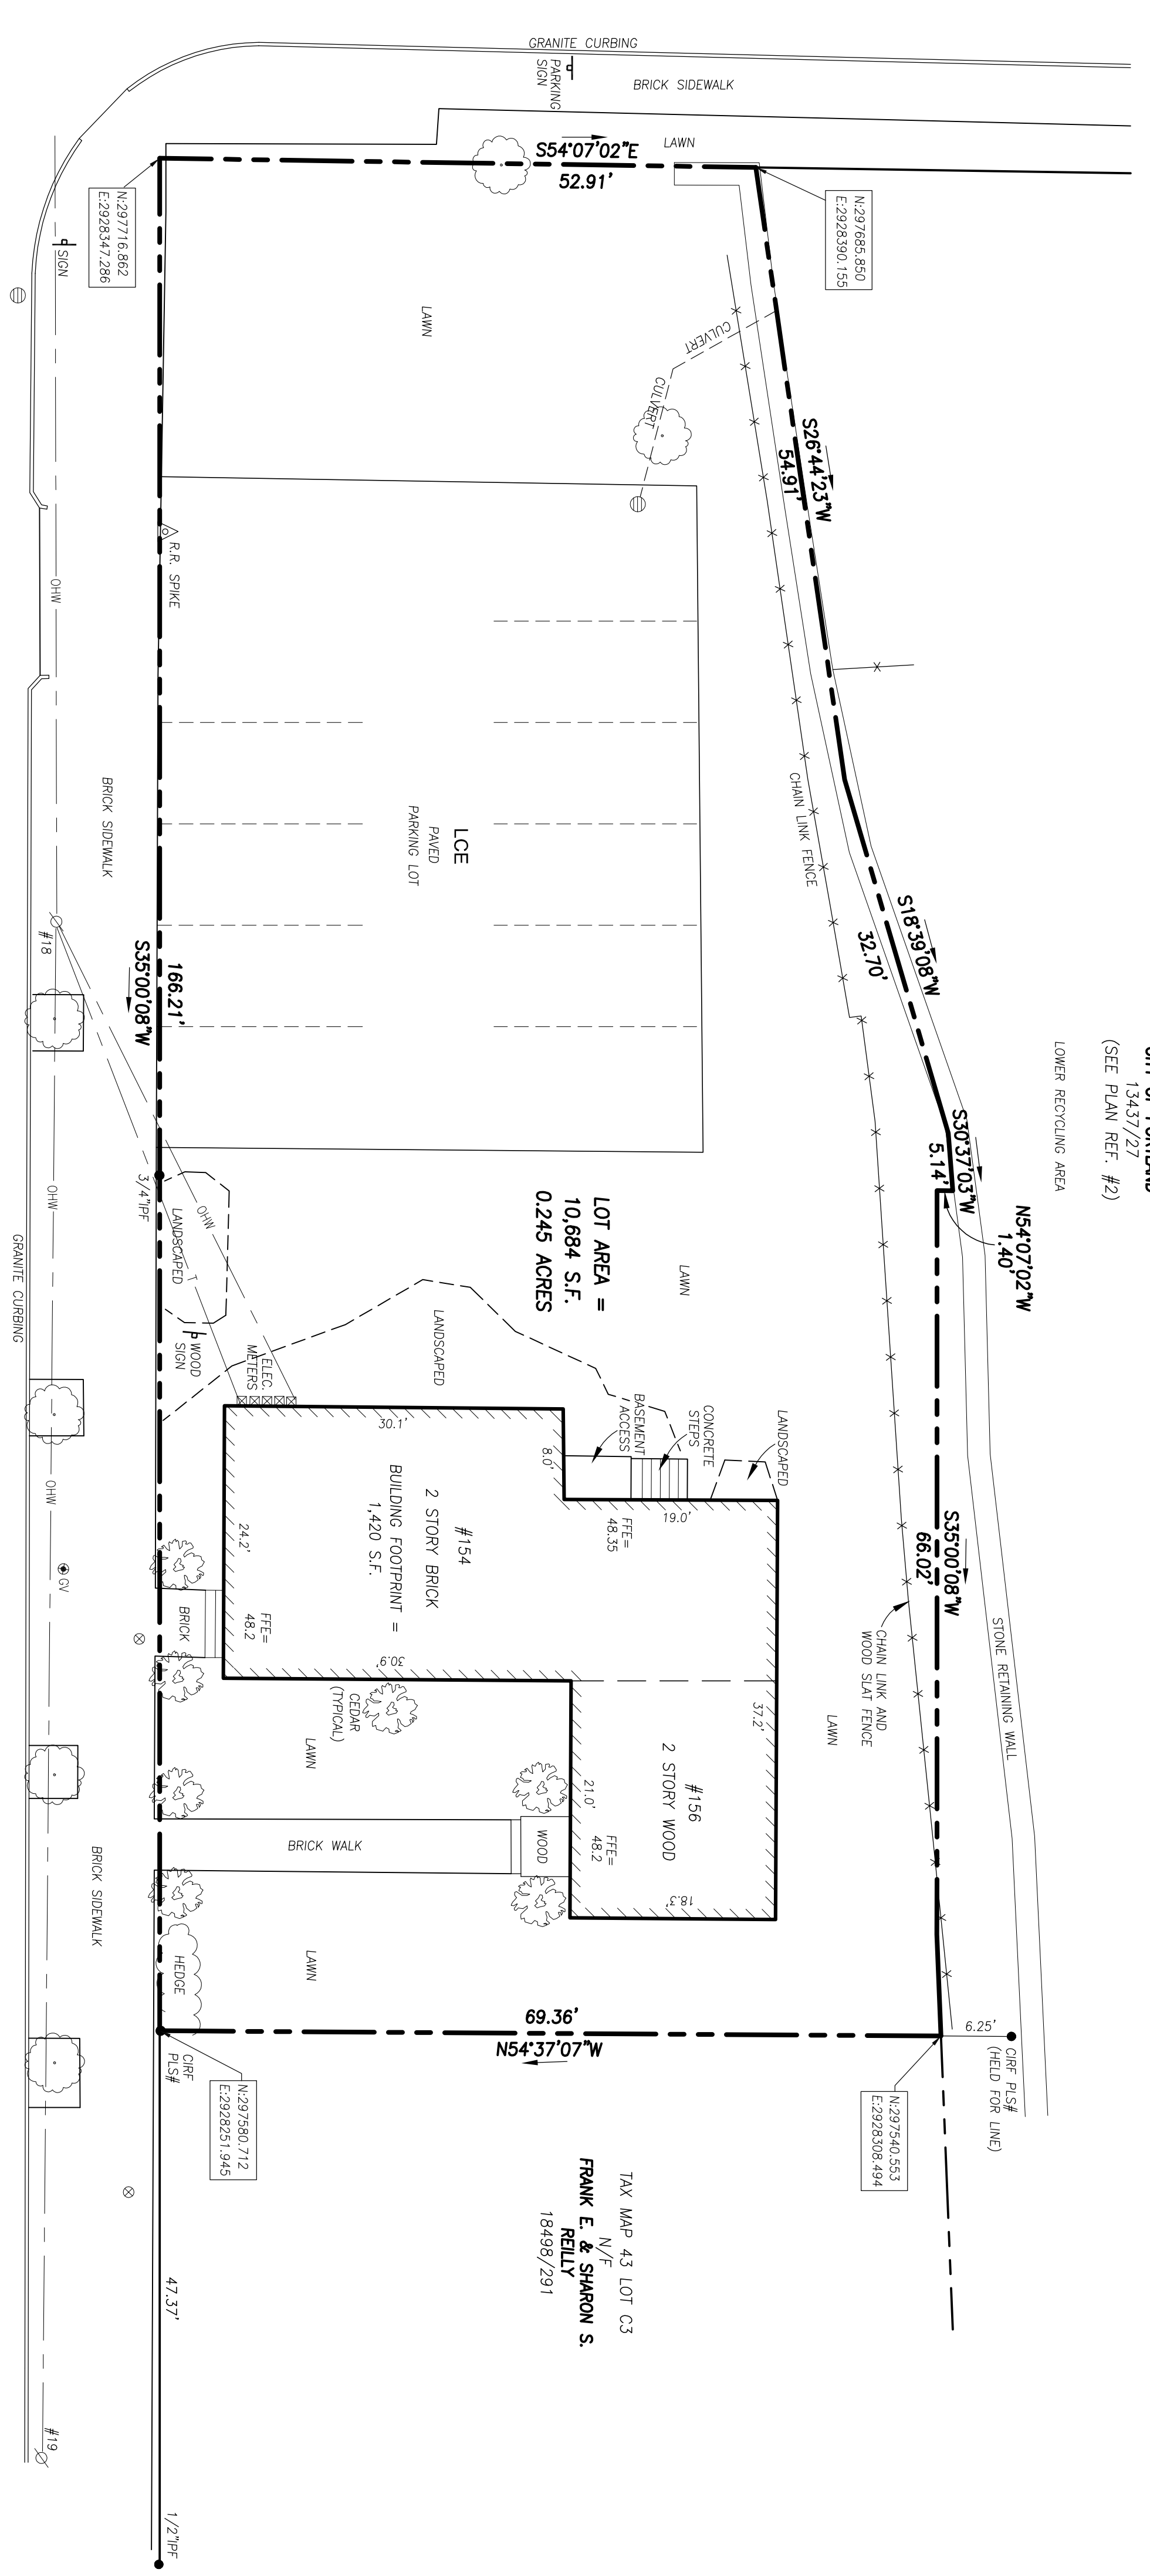 GRANITE CURBING
PARKING
SIGN
BRICK SIDEWALK
LAWN
S54°07'02"E
52.91'
N:297685.850
E:2928390.155
N:297716.862
E:2928347.286
SIGN
LAWN
CULVERT
CULVERT
S26°44'23"W
54.91'
R.R. SPIKE
OHW
BRICK SIDEWALK
LCE
PAVED
PARKING LOT
CHAIN LINK FENCE
S18°39'08"W
32.70'
#18
166.21'
S35°00'08"W
13437/27
(SEE PLAN REF. #2)
LOWER RECYCLING AREA
S30°37'03"W
5.14'
N54°07'02"W
1.40'
3/4"IPF
OHW
OHW
T
LANDSCAPED
GRANITE CURBING
LOT AREA =
10,684 S.F.
0.245 ACRES
LAWN
WOOD
SIGN
ELEC.
METERS
LANDSCAPED
BASEMENT
ACCESS
CONCRETE
STEPS
LANDSCAPED
30.1'
8.0'
19.0'
FFE=
48.35
#154
2 STORY BRICK
BUILDING FOOTPRINT =
1,420 S.F.
24.2'
FFE=
48.2
30.9'
OHW
GV
BRICK
S35°00'08"W
66.02'
CHAIN LINK AND
WOOD SLAT FENCE
STONE RETAINING WALL
LAWN
37.2'
#156
2 STORY WOOD
21.0'
FFE=
48.2
18.3'
CEDAR
(TYPICAL)
LAWN
WOOD
BRICK WALK
BRICK SIDEWALK
LAWN
HEDGE
69.36'
N54°37'07"W
6.25'
CIRF PLS#
(HELD FOR LINE)
CIRF
PLS#
N:297580.712
E:2928251.945
N:297540.553
E:2928308.494
TAX MAP 43 LOT C3
N/F
FRANK E. & SHARON S.
REILLY
18498/291
47.37'
#19
1/2"IPF